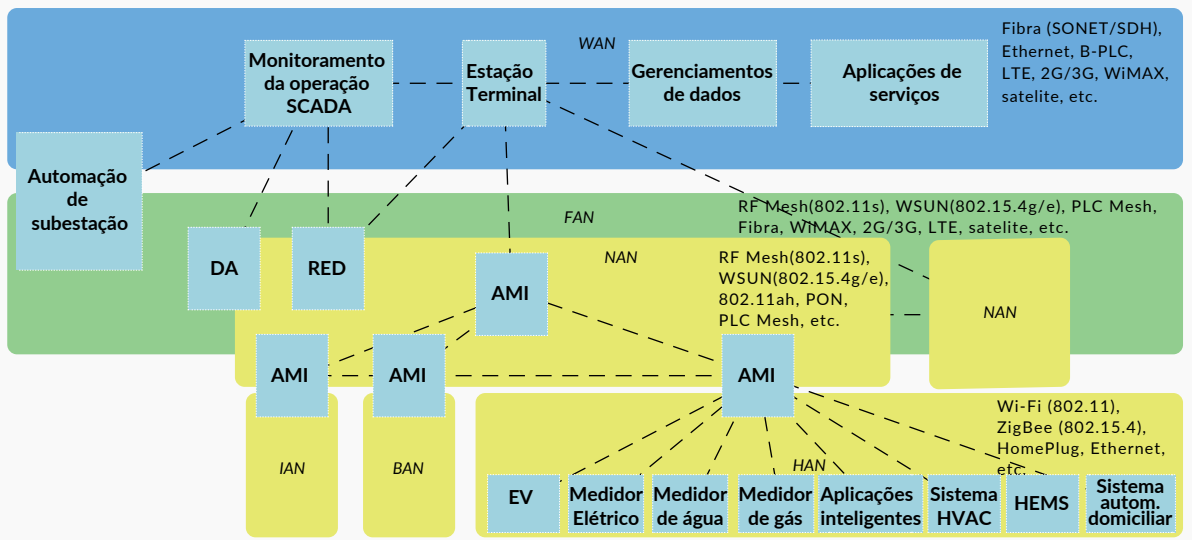 WAN
Fibra (SONET/SDH),
Ethernet, B-PLC,
LTE, 2G/3G, WiMAX,
satelite, etc.
Monitoramento
da operação
SCADA
Estação
Terminal
Gerenciamentos
de dados
Aplicações de
serviços
Automação
de
subestação
FAN
RF Mesh(802.11s), WSUN(802.15.4g/e), PLC Mesh,
Fibra, WiMAX, 2G/3G, LTE, satelite, etc.
DA
RED
NAN
AMI
RF Mesh(802.11s),
WSUN(802.15.4g/e),
802.11ah, PON,
PLC Mesh, etc.
NAN
AMI
AMI
AMI
IAN
BAN
HAN
Wi-Fi (802.11),
ZigBee (802.15.4),
HomePlug, Ethernet,
etc.
EV
Medidor
Elétrico
Medidor
de água
Medidor
de gás
Aplicações
inteligentes
Sistema
HVAC
HEMS
Sistema
autom.
domiciliar